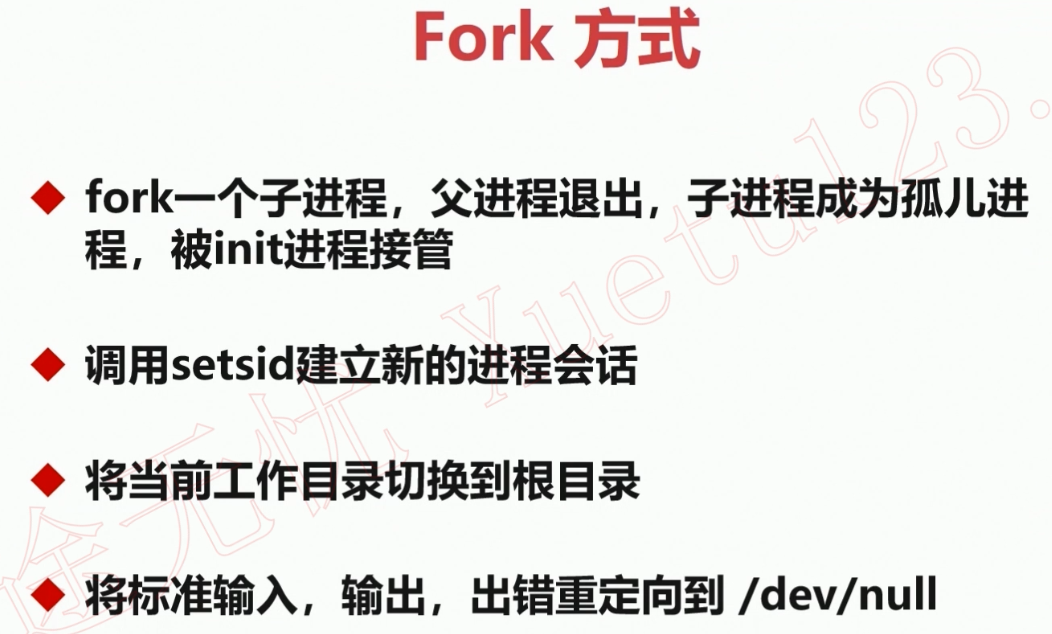 Fork 方式
fork一个子进程，父进程退出，子进程成为孤儿进
程，被init进程接管
调用setsid建立新的进程会话
将当前工作目录切换到根目录
将标准输入，输出，出错重定向到 /dev/null
途无忧 Xuetu123.